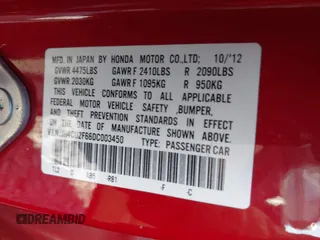 MFD. IN JAPAN BY HONDA MOTOR CO.,LTD; 10/'12
GVWR 4475LBS GAWR F 2410LBS R 2090LBS
GVWR 2030KG GAWR F 1095KG R 950KG
THIS VEHICLE CONFORMS TO ALL APPLICABLE
FEDERAL MOTOR VEHICLE SAFETY ,BUMPER,
AND THEFT PREVENTION STANDARDS
IN EFFECT ON THE DATE OF MANUFACTURE SHOWN ABOVE.
V.I.N. TYPE: PASSENGER CAR
-F -C
DREAMBID